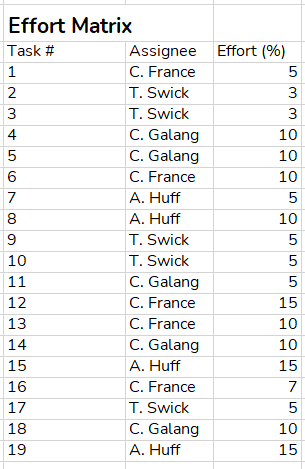 Effort Matrix
Task # Assignee Effort (%)
1 C. France 5
2 T. Swick 3
3 T. Swick 3
4 C. Galang 10
5 C. Galang 10
6 C. France 10
7 A. Huff 5
8 A. Huff 10
9 T. Swick 5
10 T. Swick 5
11 C. Galang 5
12 C. France 15
13 C. France 10
14 C. Galang 10
15 A. Huff 15
16 C. France 7
17 T. Swick 5
18 C. Galang 10
19 A. Huff 15